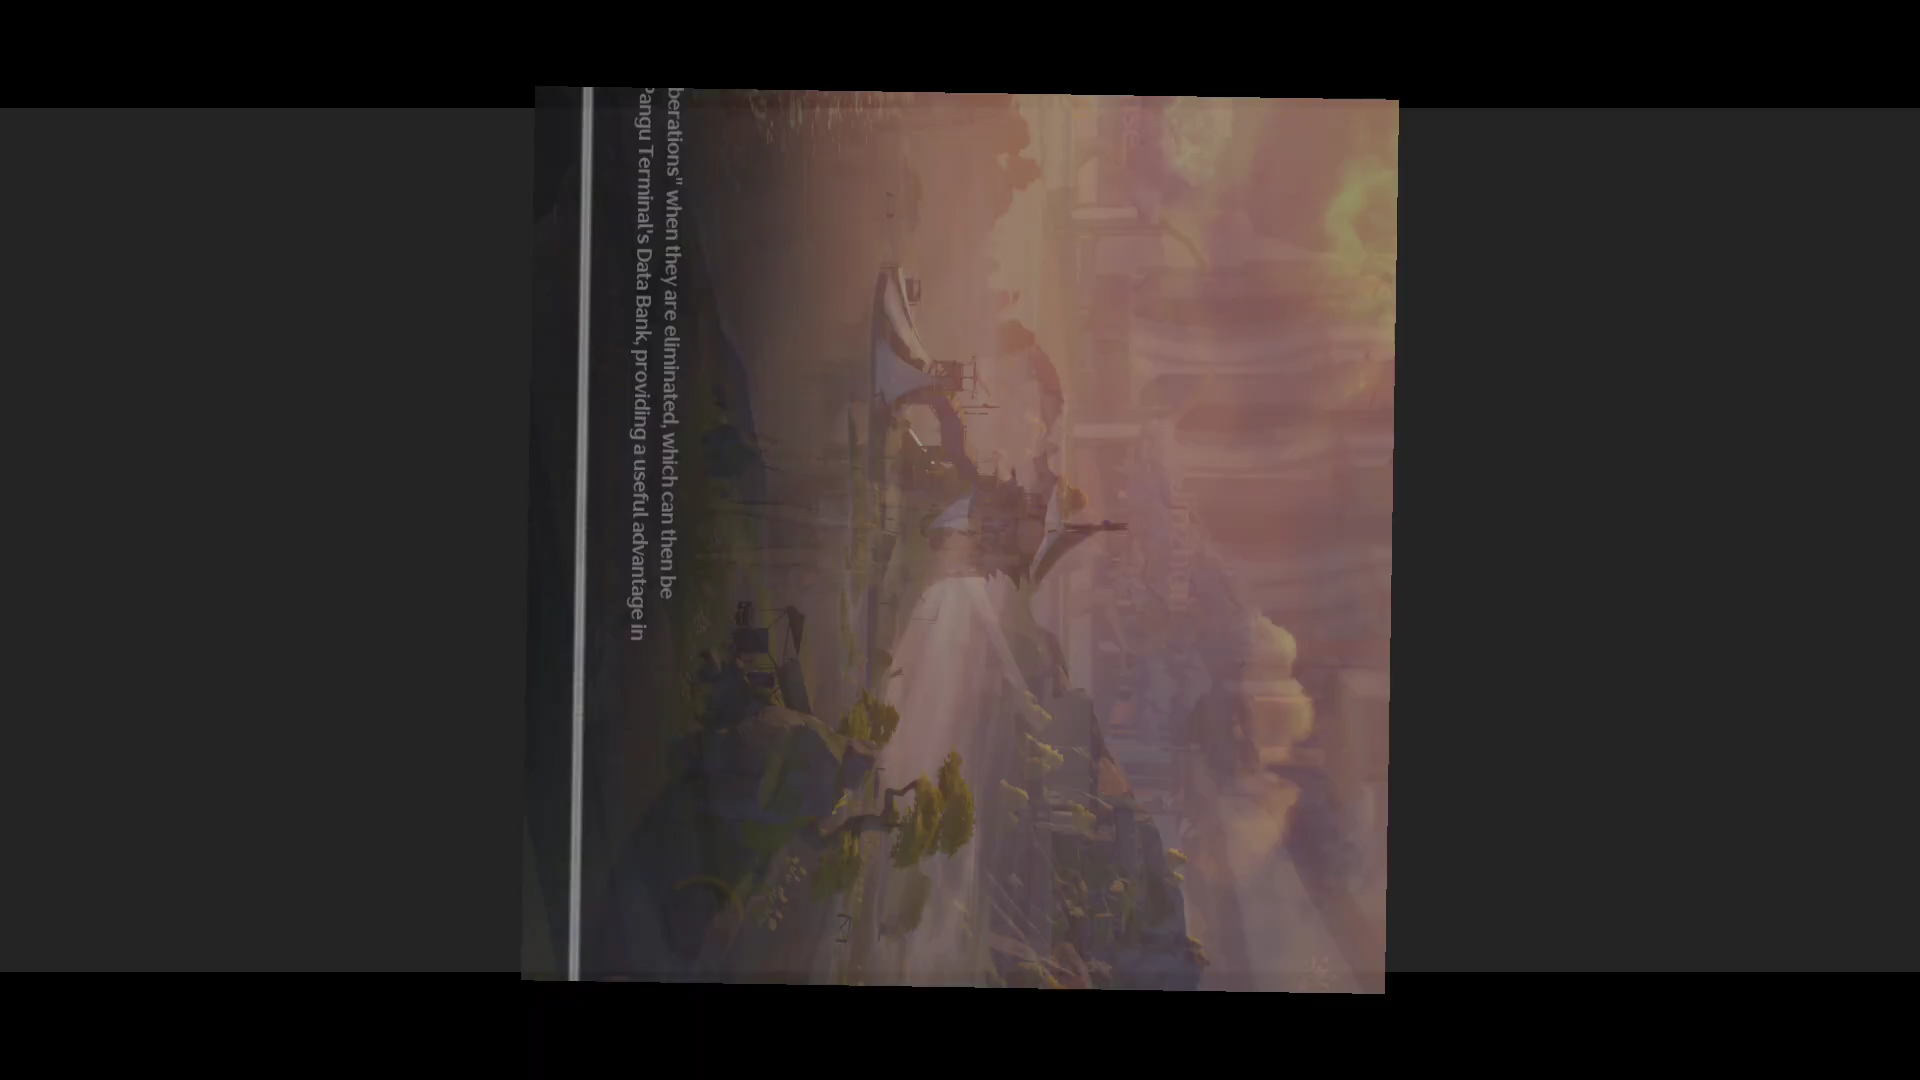 berations" when they are eliminated, which can then be
Pangu Terminal's Data Bank, providing a useful advantage in